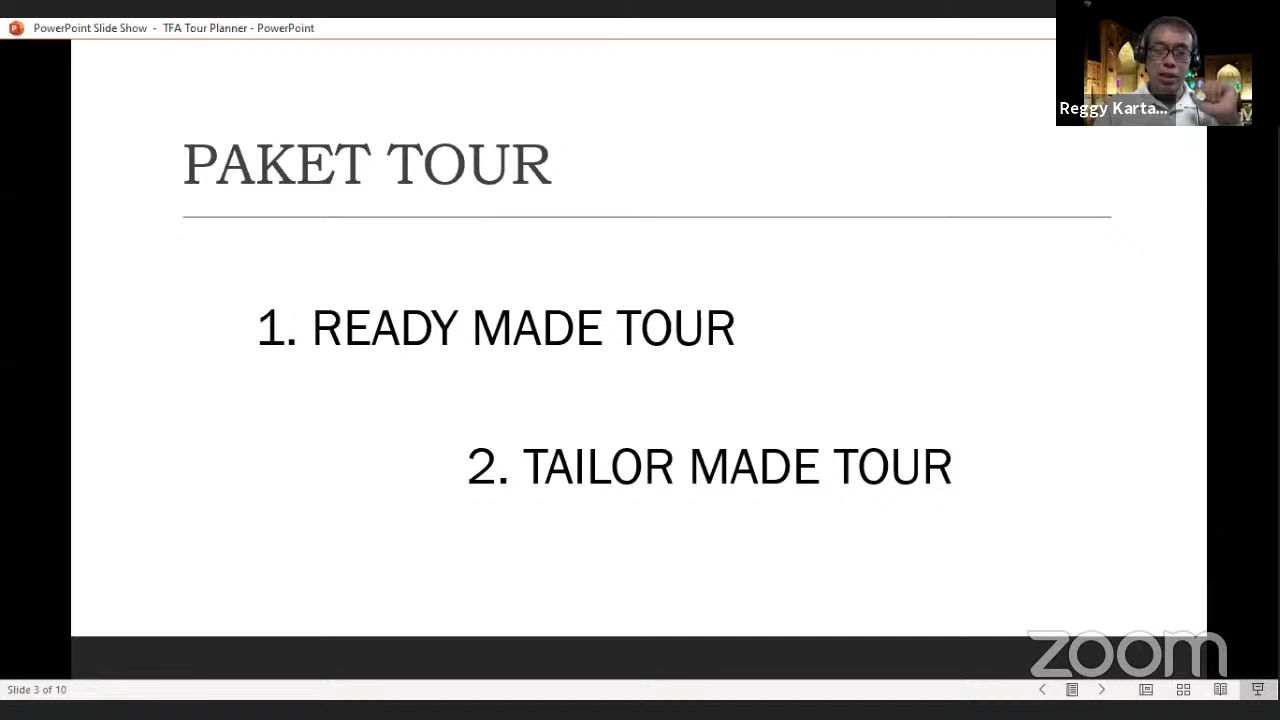 PowerPoint Slide Show - TFA Tour Planner - PowerPoint
Reggy Karta...
PAKET TOUR
1. READY MADE TOUR
2. TAILOR MADE TOUR
zoom
Slide 3 of 10